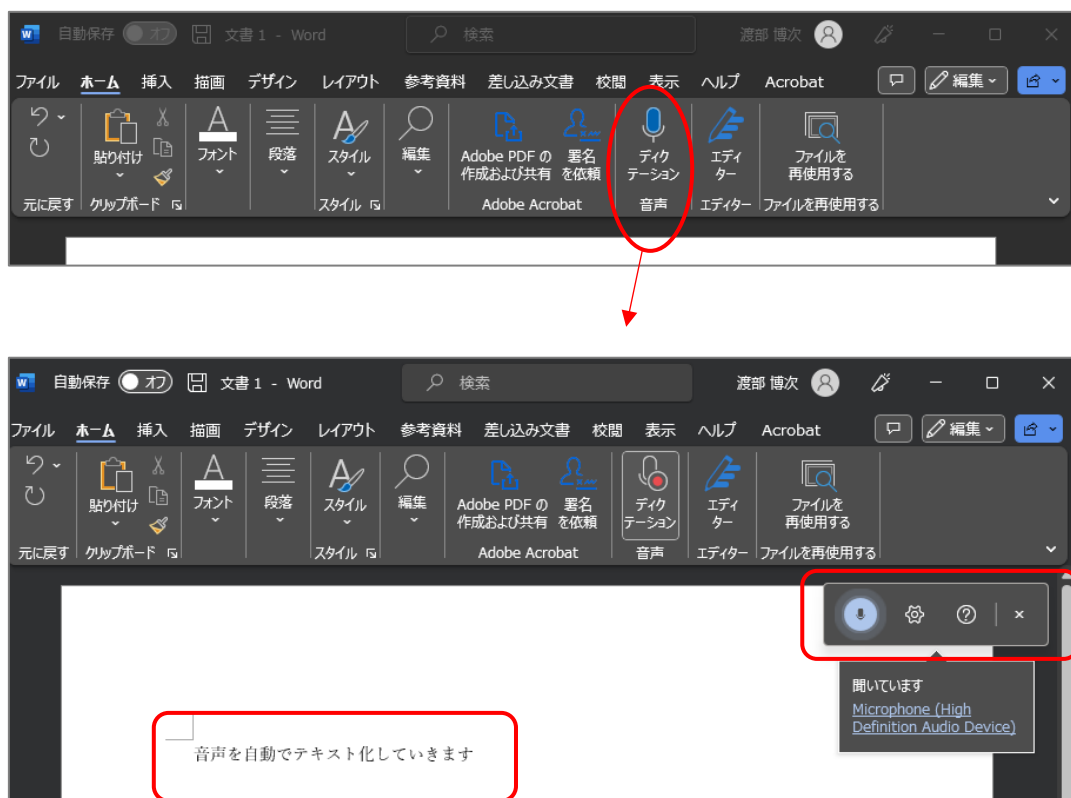 自動保存 オフ 文書 1 - Word 検索 渡部 博次
ファイル ホーム 挿入 描画 デザイン レイアウト 参考資料 差し込み文書 校閲 表示 ヘルプ Acrobat 編集
貼り付け フォント 段落 スタイル 編集 Adobe PDF の 署名 ディク エディ ファイルを
作成および共有 を依頼 テーション ター 再使用する
元に戻す クリップボード スタイル Adobe Acrobat 音声 エディター ファイルを再使用する
自動保存 オフ 文書 1 - Word 検索 渡部 博次
ファイル ホーム 挿入 描画 デザイン レイアウト 参考資料 差し込み文書 校閲 表示 ヘルプ Acrobat 編集
貼り付け フォント 段落 スタイル 編集 Adobe PDF の 署名 ディク エディ ファイルを
作成および共有 を依頼 テーション ター 再使用する
元に戻す クリップボード スタイル Adobe Acrobat 音声 エディター ファイルを再使用する
聞いています
Microphone (High
Definition Audio Device)
音声を自動でテキスト化していきます